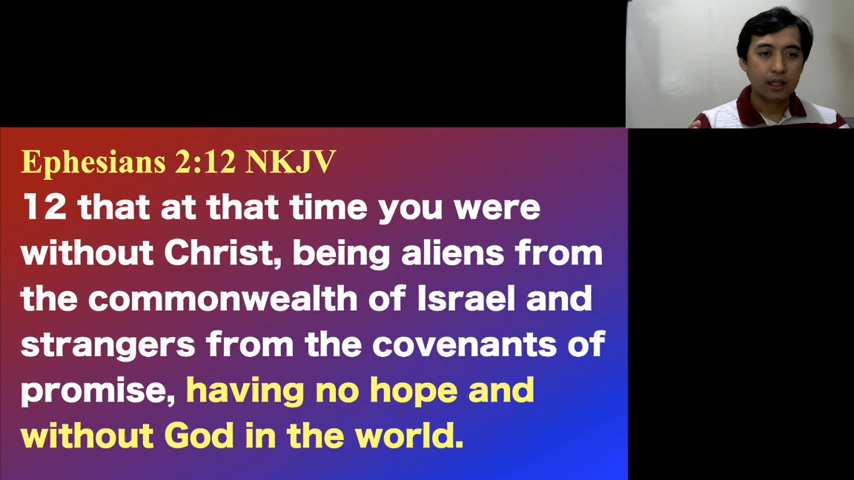 Ephesians 2:12 NKJV
12 that at that time you were
without Christ, being aliens from
the commonwealth of Israel and
strangers from the covenants of
promise, having no hope and
without God in the world.